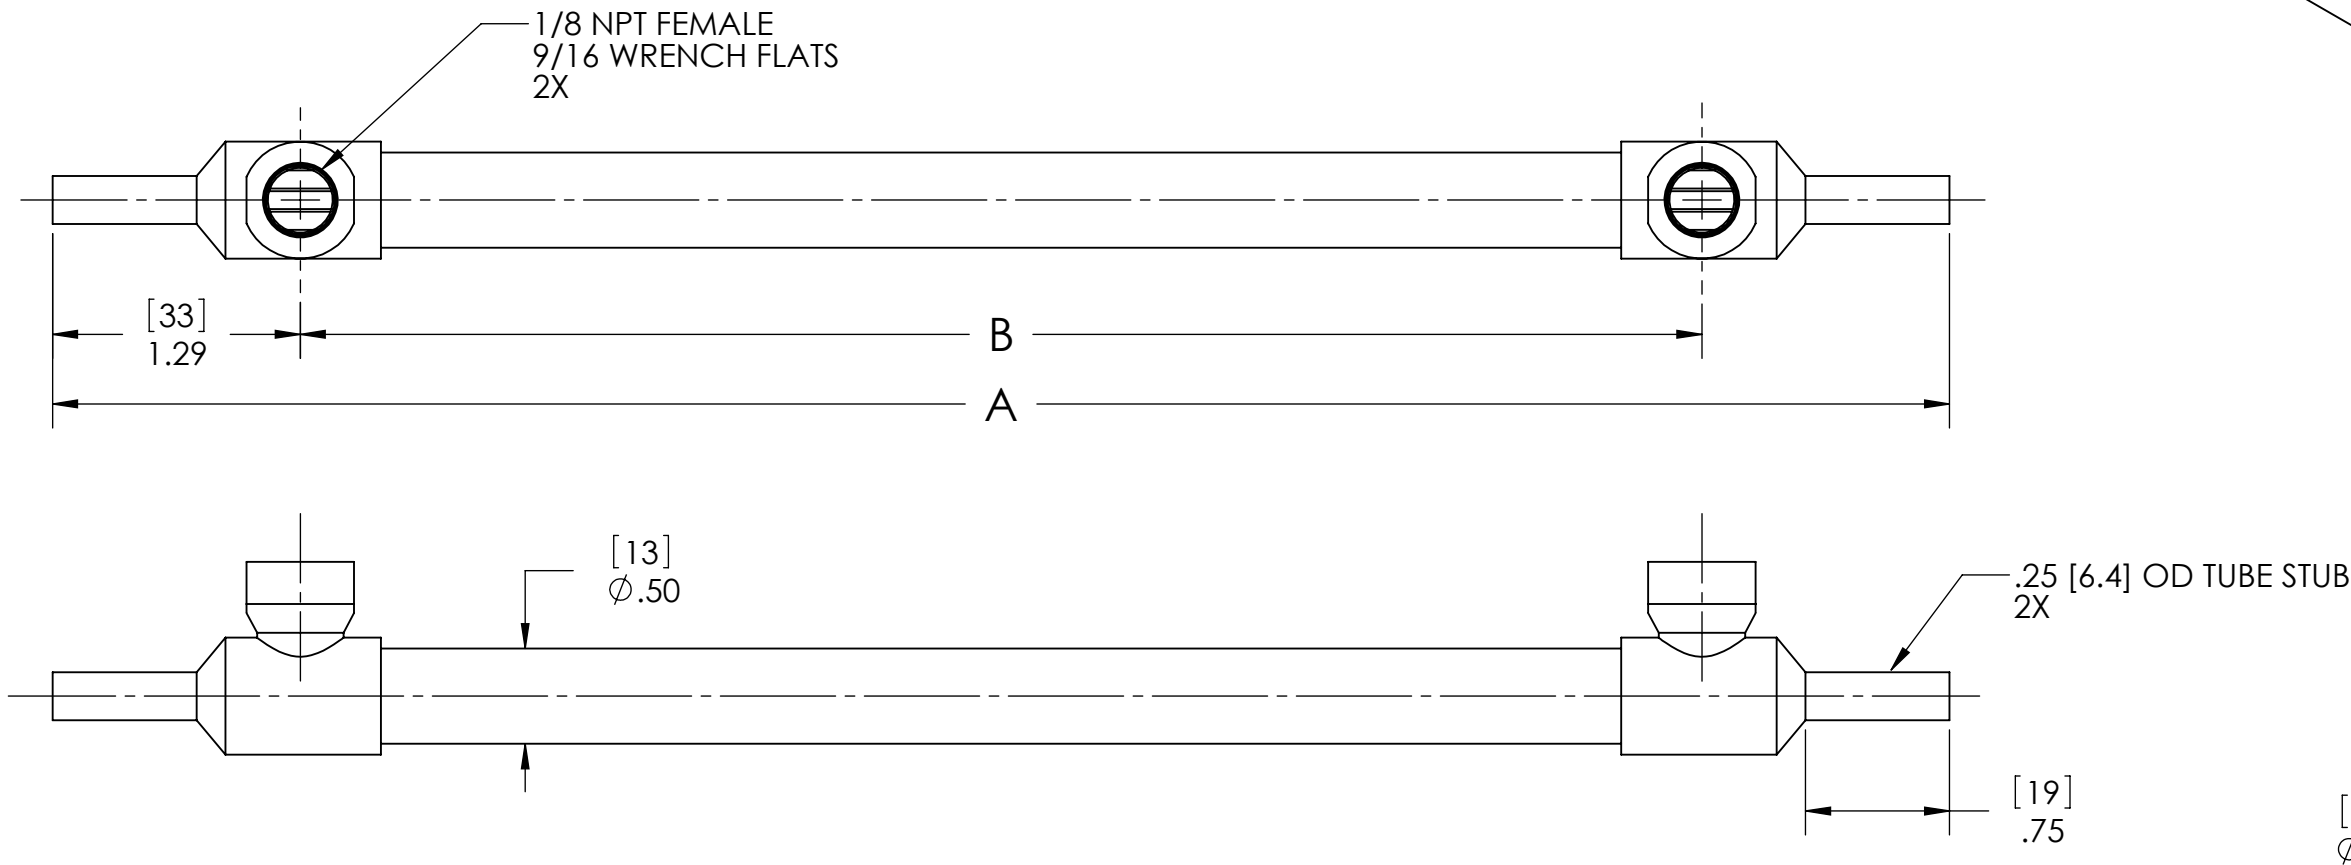 1/8 NPT FEMALE
9/16 WRENCH FLATS
2X
[33]
1.29
B
A
[13]
∅.50
.25 [6.4] OD TUBE STUB
2X
[19]
.75
[
∅